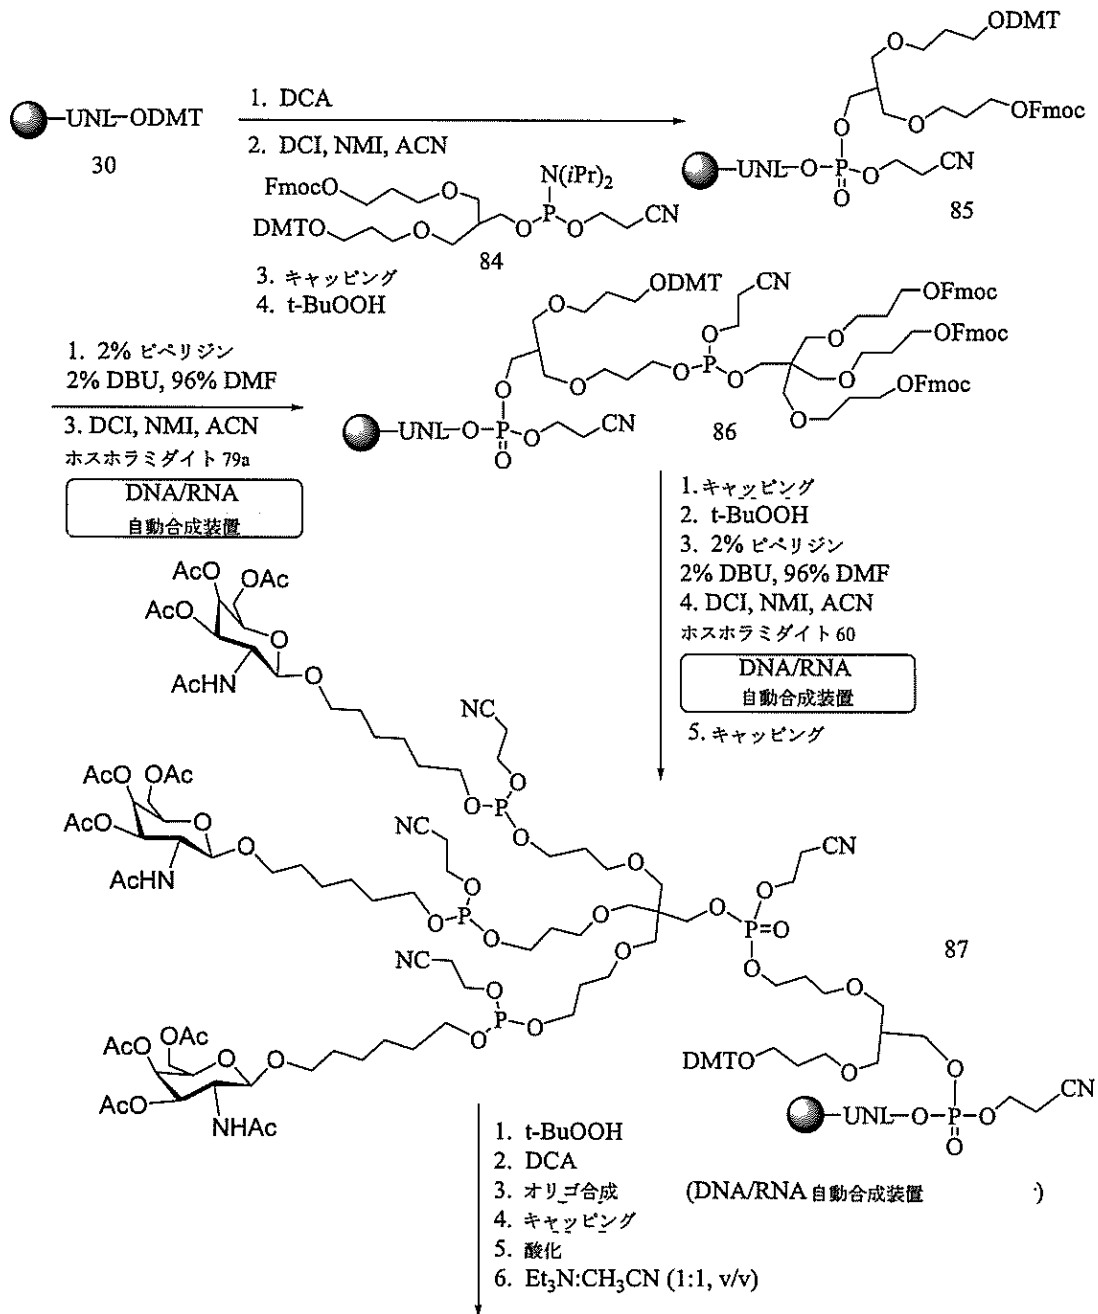 UNL-ODMT
30
1. DCA
2. DCI, NMI, ACN
FmocO
O
N(iPr)2
DMTO
O
O
P
O
CN
84
3. キャッピング
4. t-BuOOH
ODMT
O
OFmoc
O
O
UNL-O-P-O
O
CN
85
1. 2% ピペリジン
2% DBU, 96% DMF
3. DCI, NMI, ACN
ホスホラミダイト 79a
DNA/RNA
自動合成装置
ODMT
CN
O
O
OFmoc
O
O
P
O
O
OFmoc
O
OFmoc
O
O
UNL-O-P-O
O
CN
86
1. キャッピング
2. t-BuOOH
3. 2% ピペリジン
2% DBU, 96% DMF
4. DCI, NMI, ACN
ホスホラミダイト 60
DNA/RNA
自動合成装置
5. キャッピング
AcO
OAc
AcO
O
AcHN
O
NC
O
O
P
O
O
AcO
OAc
AcO
O
AcHN
O
NC
O
O
P
O
O
CN
O
O
P=O
O
87
NC
O
O
P
O
O
O
AcO
OAc
AcO
O
O
NHAc
DMTO
O
O
UNL-O-P-O
O
CN
1. t-BuOOH
2. DCA
3. オリゴ合成 (DNA/RNA 自動合成装置 )
4. キャッピング
5. 酸化
6. Et3N:CH3CN (1:1, v/v)